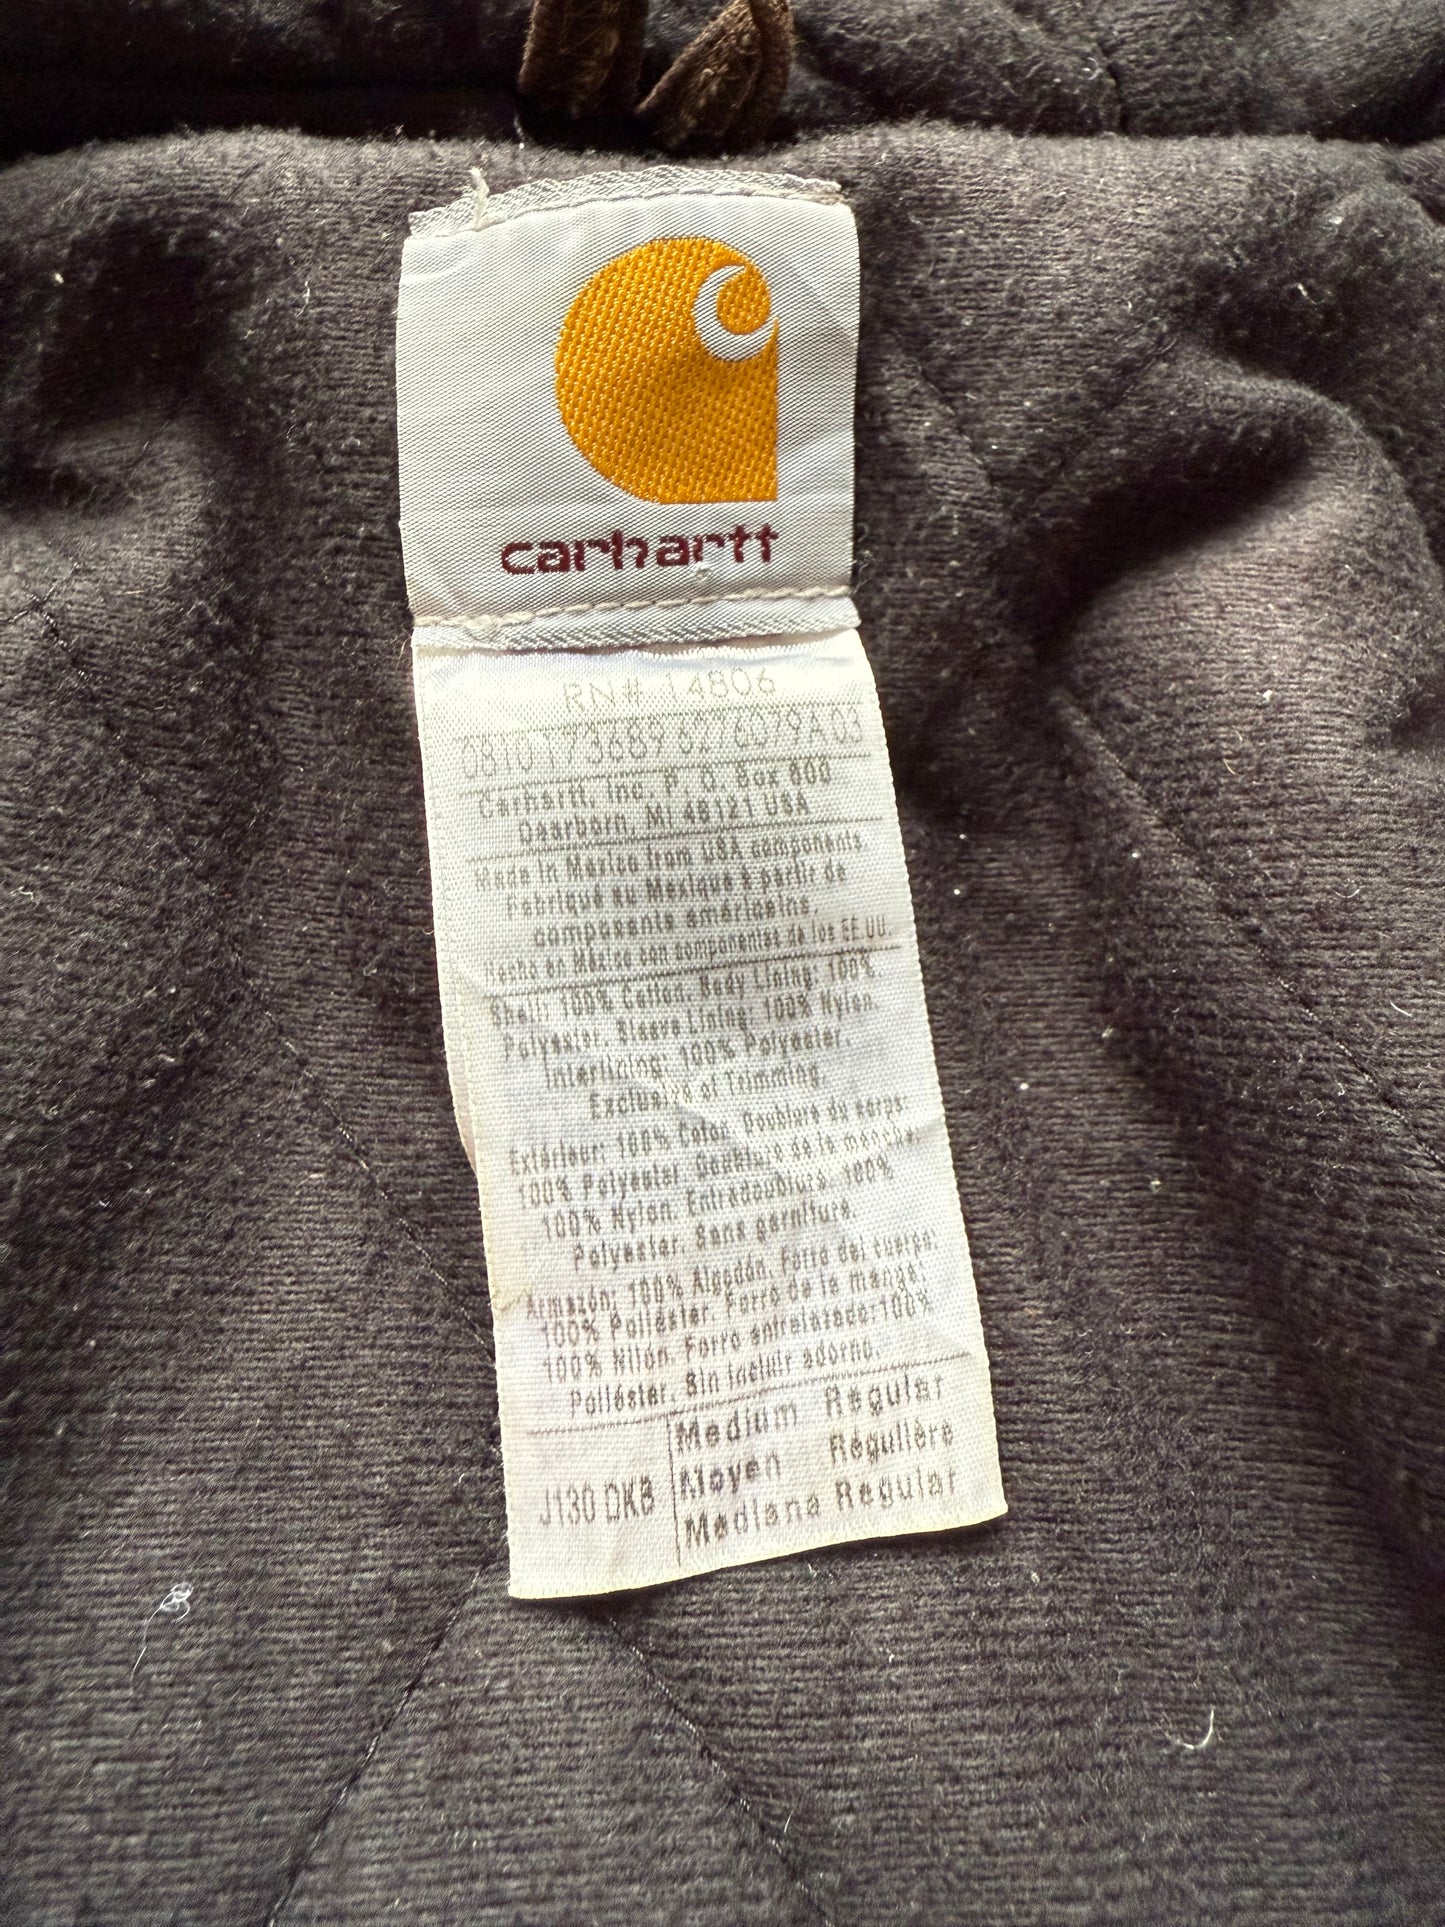 carhartt
RN# 14806
0810173689 6276079A 03
Carhartt, Inc. P. O. Box 600
Dearborn, MI 48121 USA
Made in Mexico from USA components
Fabriqué au Mexique à partir de
composants américains.
Hecho en México con componentes de los EE.UU.
Shell: 100% Cotton. Body Lining: 100%
Polyester. Sleeve Lining: 100% Nylon.
Interlining: 100% Polyester.
Exclusive of Trimming.
Extérieur: 100% Coton. Doublure du corps:
100% Polyester. Doublure de la manche:
100% Nylon. Entredoublure. 100%
Polyester. Sans garniture.
Armazón: 100% Algodón. Forro del cuerpo:
100% Poliéster. Forro de la manga:
100% Nilón. Forro entrelazado: 100%
Poliéster. Sin incluir adorno.
J130 DKB
Medium Regular
Moyen Régulière
Mediana Regular